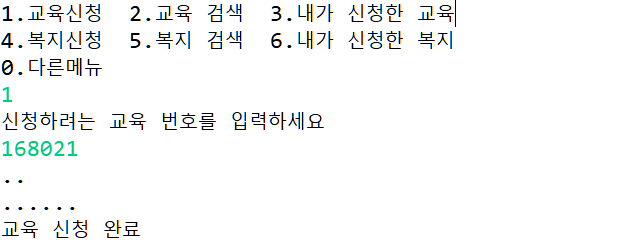 1.교육신청 2.교육 검색 3.내가 신청한 교육
4.복지신청 5.복지 검색 6.내가 신청한 복지
0.다른메뉴
1
신청하려는 교육 번호를 입력하세요
168021
..
......
교육 신청 완료